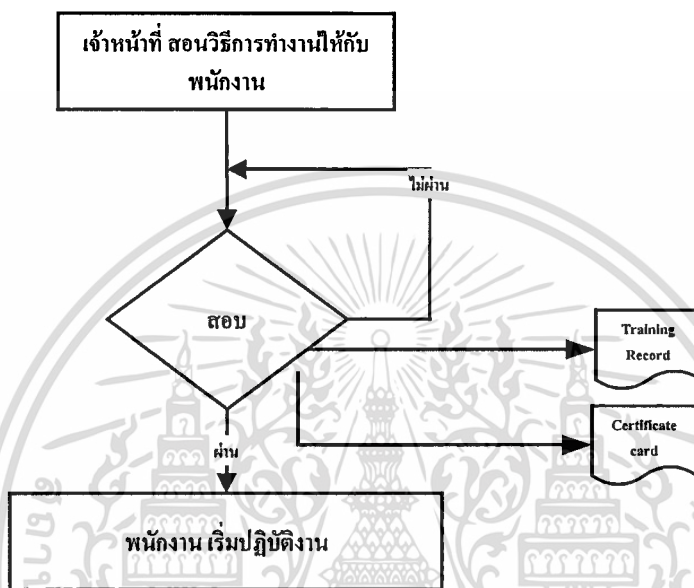 เจ้าหน้าที่ สอนวิธีการทำงานให้กับ
พนักงาน
ไม่ผ่าน
สอบ
Training
Record
Certificate
card
ผ่าน
พนักงาน เริ่มปฏิบัติงาน